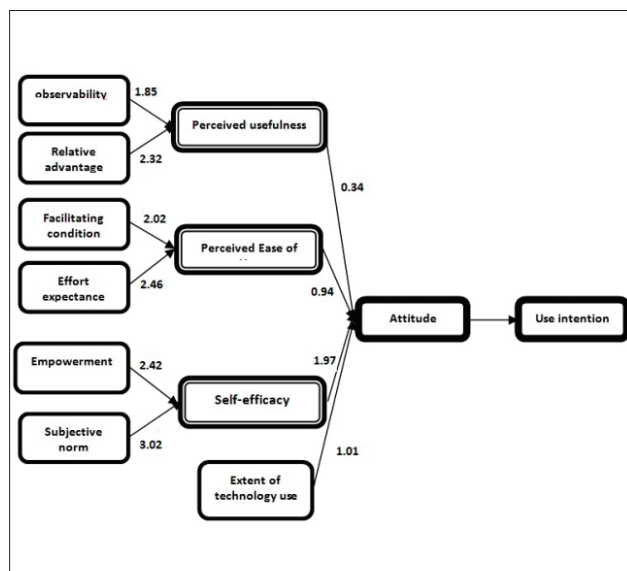 observability
1.85
Perceived usefulness
Relative
advantage
2.32
0.34
Facilitating
condition
2.02
Perceived Ease of
Effort
expectance
2.46
0.94
Attitude
Use intention
Empowerment
2.42
1.97
Self-efficacy
Subjective
norm
3.02
1.01
Extent of
technology use